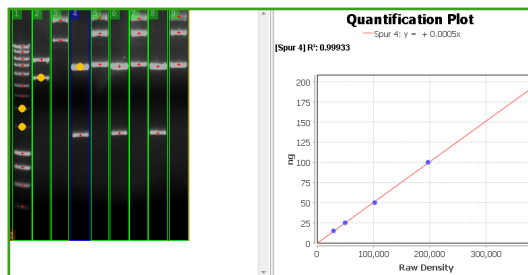 1 2 3 4 5 6 7 8 9
Quantification Plot
Spur 4: y = + 0.0005x
[Spur 4] R²: 0.99933
200
175
150
125
100
75
50
25
0
ng
0 100,000 200,000 300,000
Raw Density